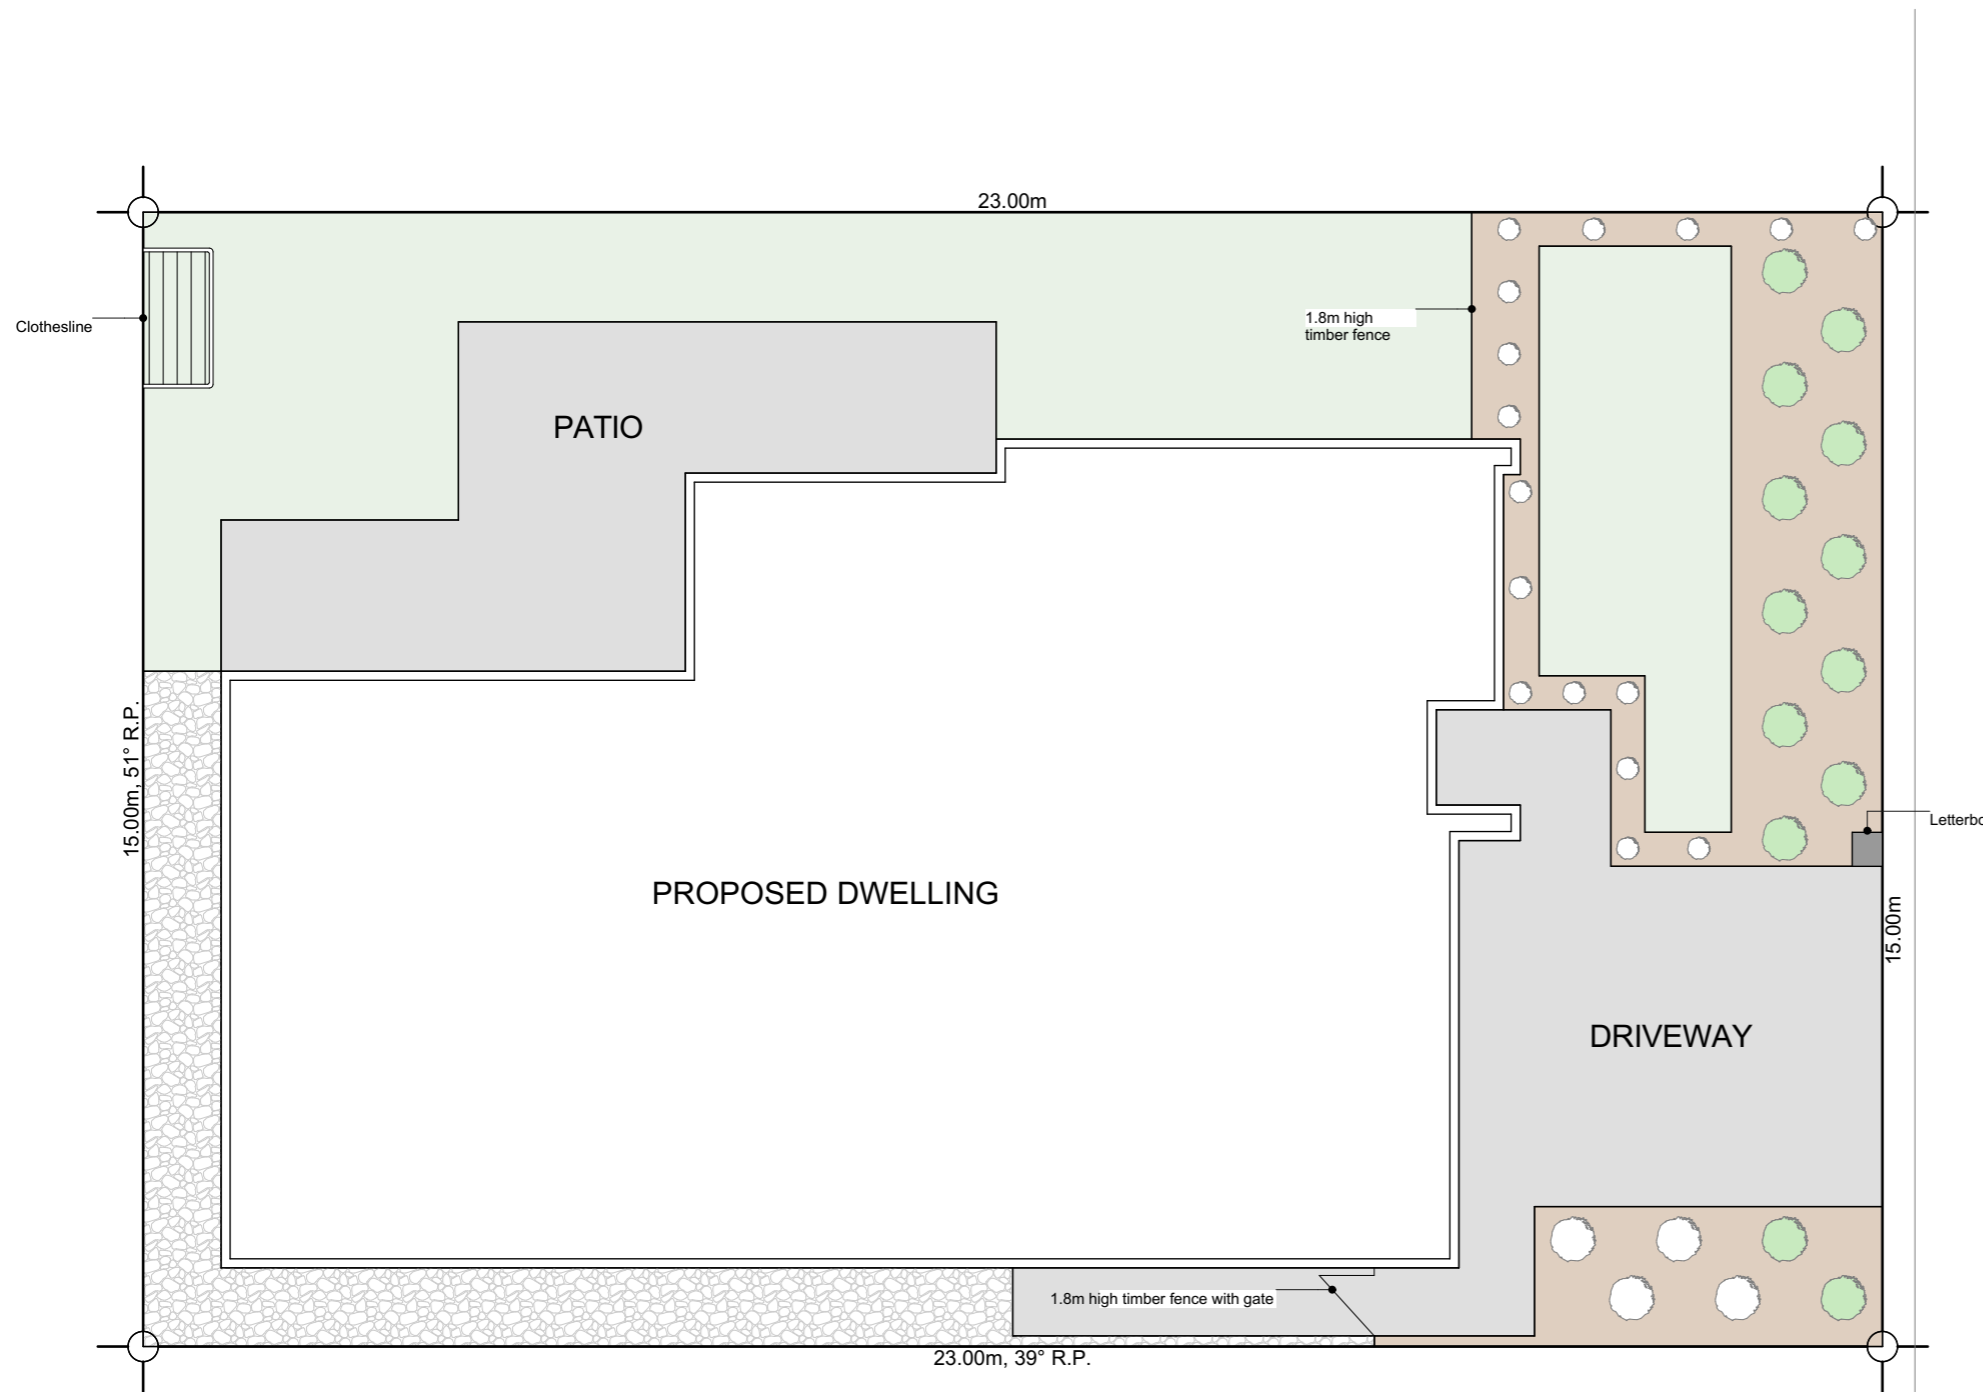 23.00m
Clothesline
1.8m high
timber fence
PATIO
15.00m, 51° R.P.
Letterbo
PROPOSED DWELLING
15.00m
DRIVEWAY
1.8m high timber fence with gate
23.00m, 39° R.P.